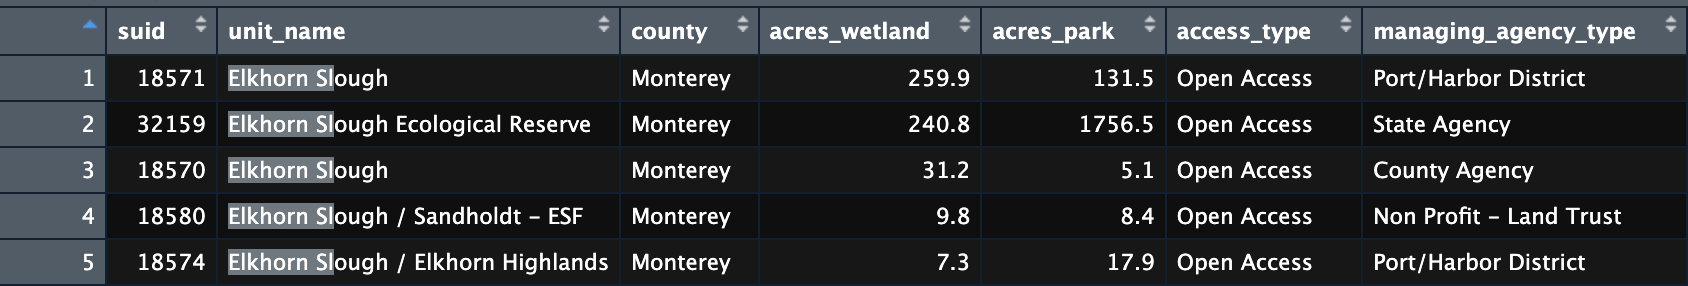 suid unit_name county acres_wetland acres_park access_type managing_agency_type
1 18571 Elkhorn Slough Monterey 259.9 131.5 Open Access Port/Harbor District
2 32159 Elkhorn Slough Ecological Reserve Monterey 240.8 1756.5 Open Access State Agency
3 18570 Elkhorn Slough Monterey 31.2 5.1 Open Access County Agency
4 18580 Elkhorn Slough / Sandholdt - ESF Monterey 9.8 8.4 Open Access Non Profit - Land Trust
5 18574 Elkhorn Slough / Elkhorn Highlands Monterey 7.3 17.9 Open Access Port/Harbor District